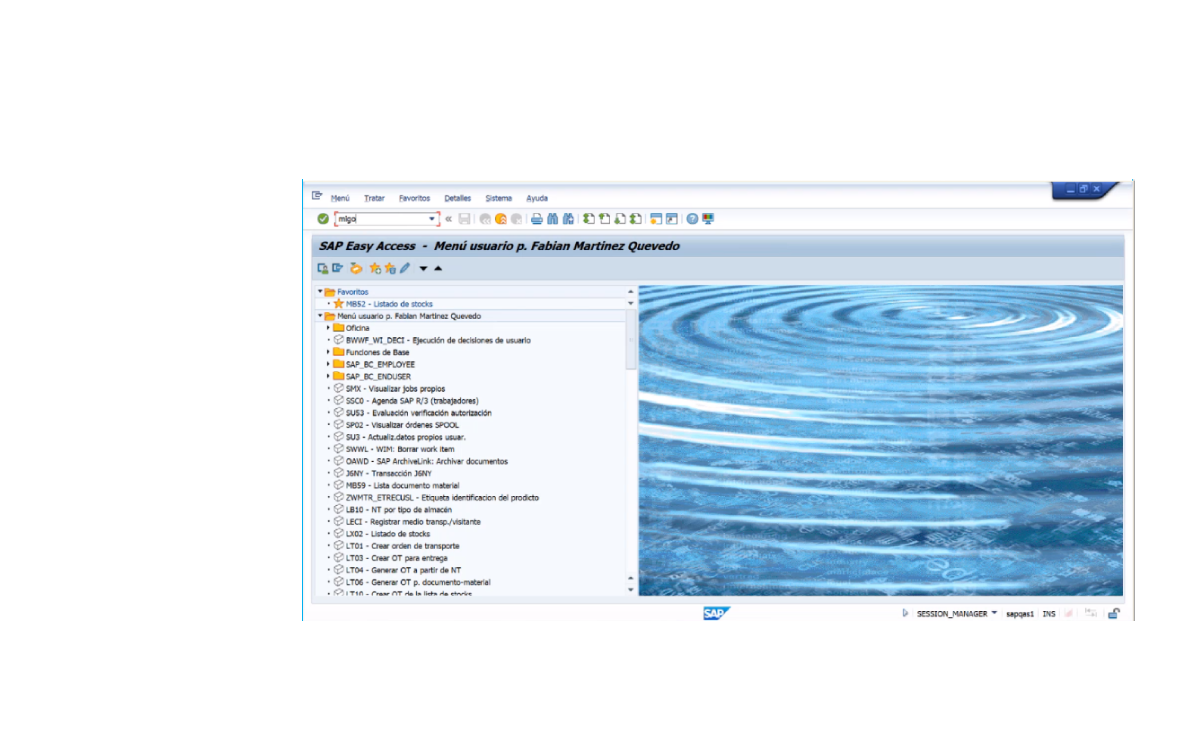 Menú Tratar Favoritos Detalles Sistema Ayuda
migo
SAP Easy Access - Menú usuario p. Fabian Martinez Quevedo
Favoritos
MB52 - Listado de stocks
Menú usuario p. Fabian Martinez Quevedo
Oficina
BWWF_WI_DECI - Ejecución de decisiones de usuario
Funciones de Base
SAP_BC_EMPLOYEE
SAP_BC_ENDUSER
SMX - Visualizar jobs propios
SSC0 - Agenda SAP R/3 (trabajadores)
SU53 - Evaluación verificación autorización
SP02 - Visualizar órdenes SPOOL
SU3 - Actualiz.datos propios usuar.
SWWL - WIM: Borrar work item
OAWD - SAP ArchiveLink: Archivar documentos
J6NY - Transacción J6NY
MB59 - Lista documento material
ZWMTR_ETRECUSL - Etiqueta identificacion del prodicto
LB10 - NT por tipo de almacén
LECI - Registrar medio transp./visitante
LX02 - Listado de stocks
LT01 - Crear orden de transporte
LT03 - Crear OT para entrega
LT04 - Generar OT a partir de NT
LT06 - Generar OT p. documento-material
LT10 - Crear OT de la lista de stocks
SAP
SESSION_MANAGER sapqas1 INS